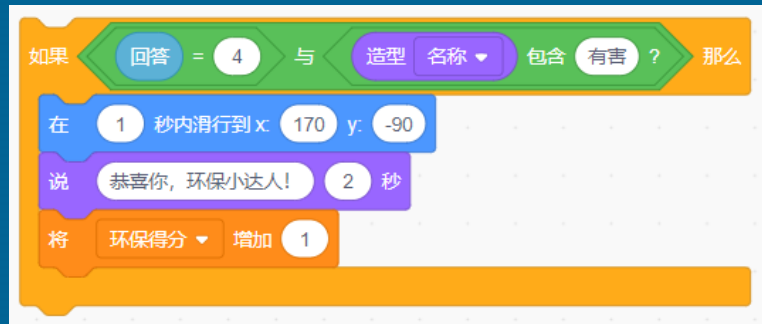 如果 回答 = 4 与 造型 名称 包含 有害 ? 那么
在 1 秒内滑行到 x: 170 y: -90
说 恭喜你，环保小达人！ 2 秒
将 环保得分 增加 1